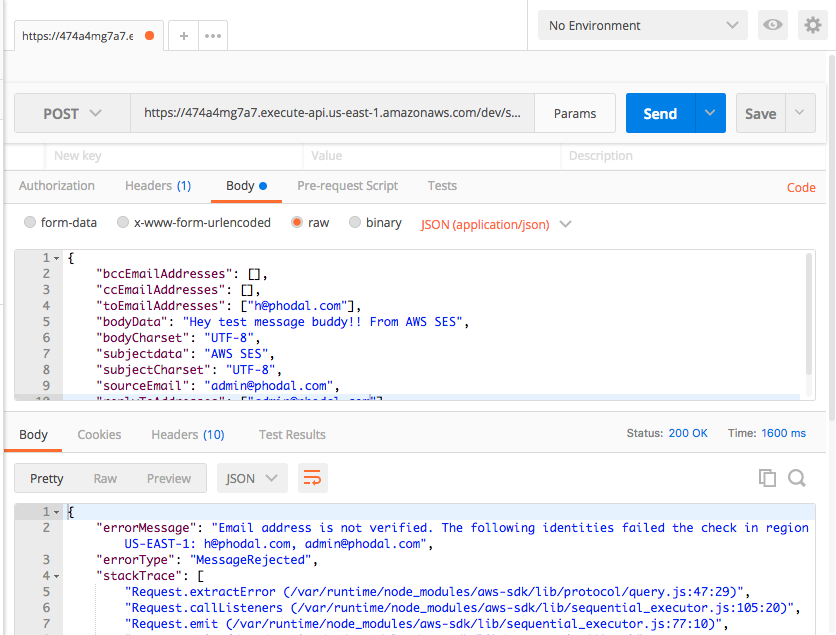 https://474a4mg7a7.e
No Environment
POST https://474a4mg7a7.execute-api.us-east-1.amazonaws.com/dev/s... Params Send Save
New key Value Description
Authorization Headers (1) Body Pre-request Script Tests Code
form-data x-www-form-urlencoded raw binary JSON (application/json)
1 {
2 "bccEmailAddresses": [],
3 "ccEmailAddresses": [],
4 "toEmailAddresses": ["h@phodal.com"],
5 "bodyData": "Hey test message buddy!! From AWS SES",
6 "bodyCharset": "UTF-8",
7 "subjectdata": "AWS SES",
8 "subjectCharset": "UTF-8",
9 "sourceEmail": "admin@phodal.com",
10 "replyToAddresses": ["admin@phodal.com"]
Body Cookies Headers (10) Test Results Status: 200 OK Time: 1600 ms
Pretty Raw Preview JSON
1 {
2 "errorMessage": "Email address is not verified. The following identities failed the check in region
US-EAST-1: h@phodal.com, admin@phodal.com",
3 "errorType": "MessageRejected",
4 "stackTrace": [
5 "Request.extractError (/var/runtime/node_modules/aws-sdk/lib/protocol/query.js:47:29)",
6 "Request.callListeners (/var/runtime/node_modules/aws-sdk/lib/sequential_executor.js:105:20)",
7 "Request.emit (/var/runtime/node_modules/aws-sdk/lib/sequential_executor.js:77:10)",